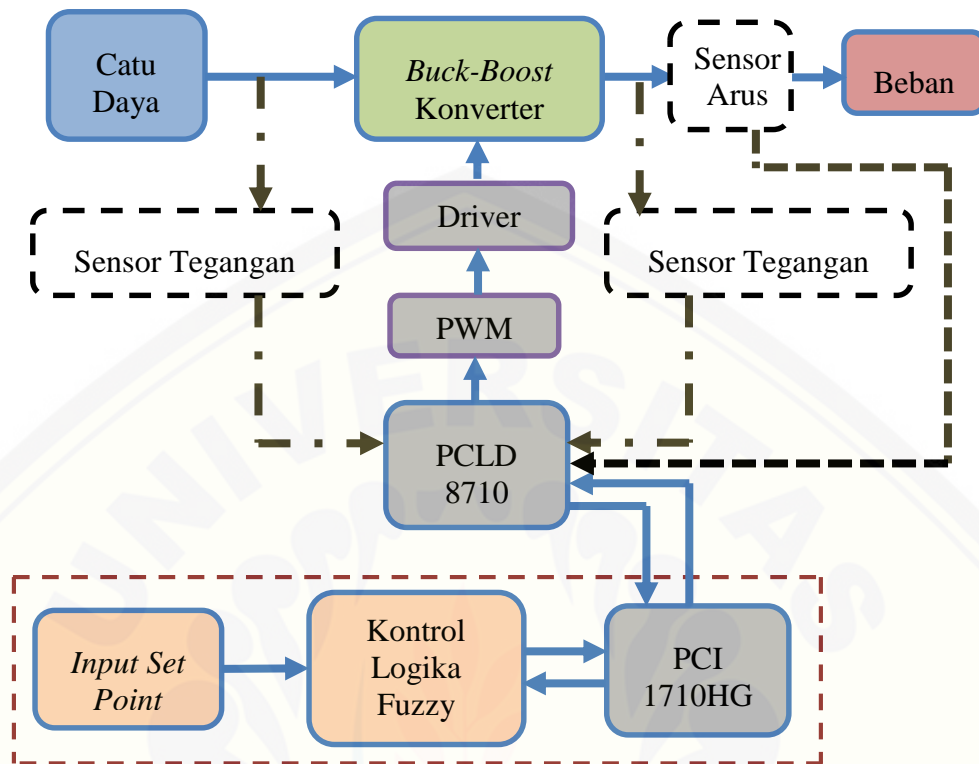 Catu
Daya
Buck-Boost
Konverter
Sensor
Arus
Beban
Driver
Sensor Tegangan
Sensor Tegangan
PWM
PCLD
8710
Input Set
Point
Kontrol
Logika
Fuzzy
PCI
1710HG
UNIVERSITAS